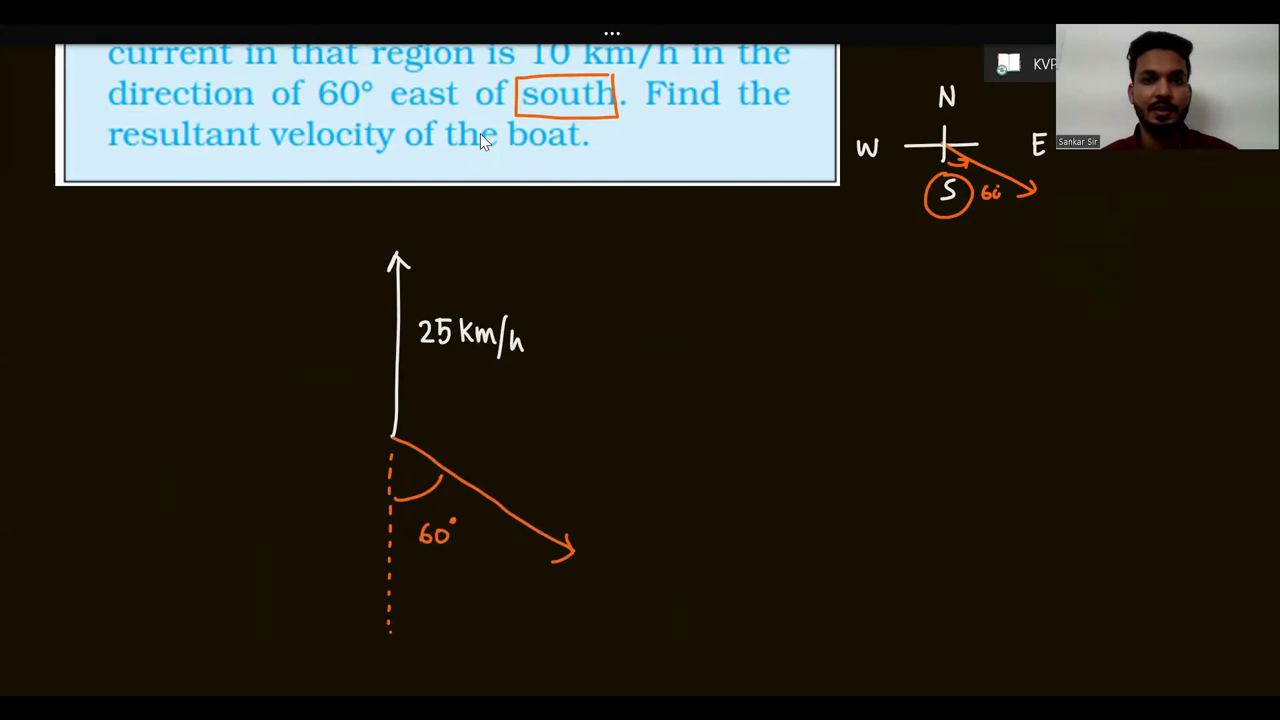 current in that region is 10 km/h in the
direction of 60° east of south. Find the
resultant velocity of the boat.
KVP
N
W
E
S
Sankar Sir
25 km/h
60°